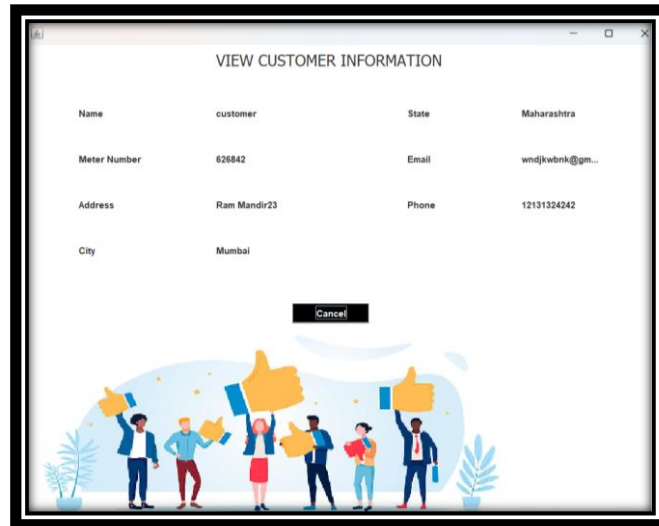 VIEW CUSTOMER INFORMATION
Name customer State Maharashtra
Meter Number 626842 Email wndjkwbnk@gm...
Address Ram Mandir23 Phone 12131324242
City Mumbai
Cancel